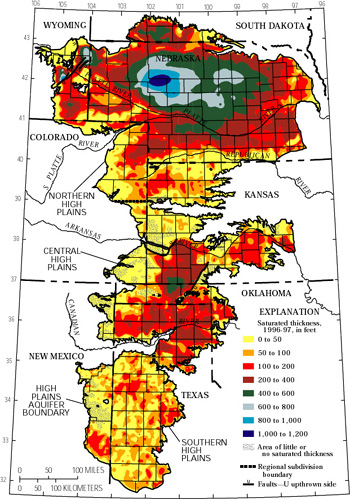 106 105 104 103 102 101 100 99 98 97 96
WYOMING
SOUTH DAKOTA
43
NEBRASKA
42
PLATTE
RIVER
41
COLORADO
RIVER
REPUBLICAN
40
S. PLATTE
NORTHERN
HIGH
PLAINS
KANSAS
RIVER
39
ARKANSAS
CENTRAL
HIGH
PLAINS
RIVER
38
37
OKLAHOMA
CANADIAN
36
EXPLANATION
Saturated thickness,
1996-97, in feet
0 to 50
50 to 100
100 to 200
200 to 400
400 to 600
600 to 800
800 to 1,000
1,000 to 1,200
Area of little or
no saturated thickness
Regional subdivision
boundary
Faults—U upthrown side
35
NEW MEXICO
TEXAS
HIGH
PLAINS
AQUIFER
BOUNDARY
34
SOUTHERN
HIGH
PLAINS
33
32
0 50 100 MILES
0 50 100 KILOMETERS